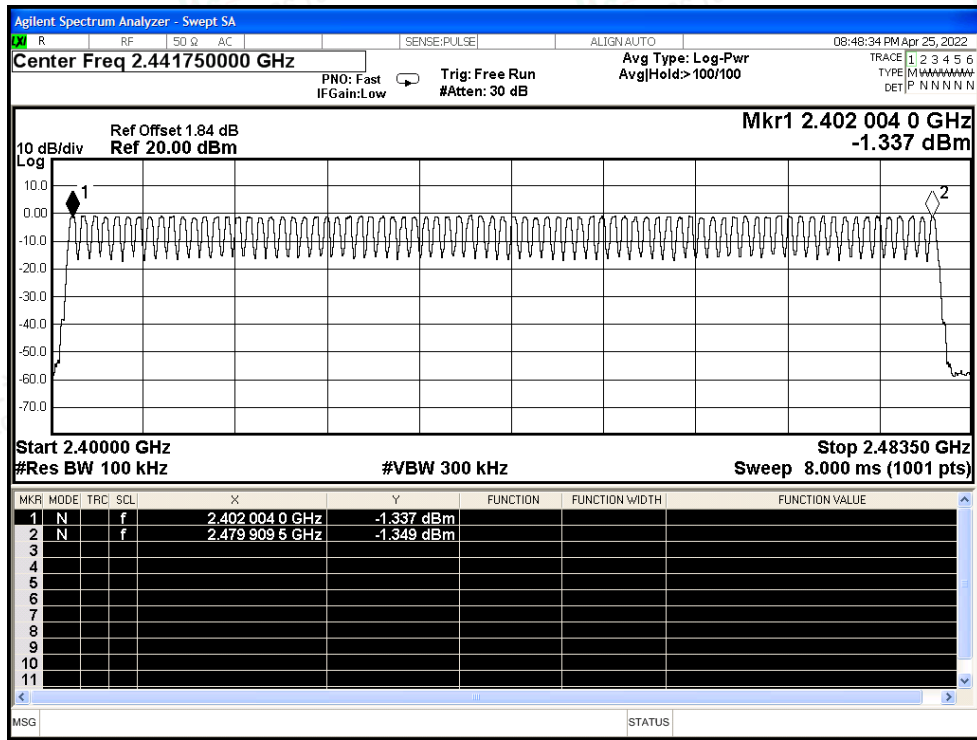 Agilent Spectrum Analyzer - Swept SA
LXI R RF 50 Ω AC SENSE:PULSE ALIGN AUTO 08:48:34 PM Apr 25, 2022
Center Freq 2.441750000 GHz
PNO: Fast
IFGain:Low
Trig: Free Run
#Atten: 30 dB
Avg Type: Log-Pwr
Avg|Hold:>100/100
TRACE 1 2 3 4 5 6
TYPE M
DET P N N N N N
Mkr1 2.402 004 0 GHz
-1.337 dBm
Ref Offset 1.84 dB
10 dB/div Ref 20.00 dBm
Log
10.0
0.00
-10.0
-20.0
-30.0
-40.0
-50.0
-60.0
-70.0
1
2
Start 2.40000 GHz Stop 2.48350 GHz
#Res BW 100 kHz #VBW 300 kHz Sweep 8.000 ms (1001 pts)
MKR MODE TRC SCL X Y FUNCTION FUNCTION WIDTH FUNCTION VALUE
1 N f 2.402 004 0 GHz -1.337 dBm
2 N f 2.479 909 5 GHz -1.349 dBm
3
4
5
6
7
8
9
10
11
MSG STATUS